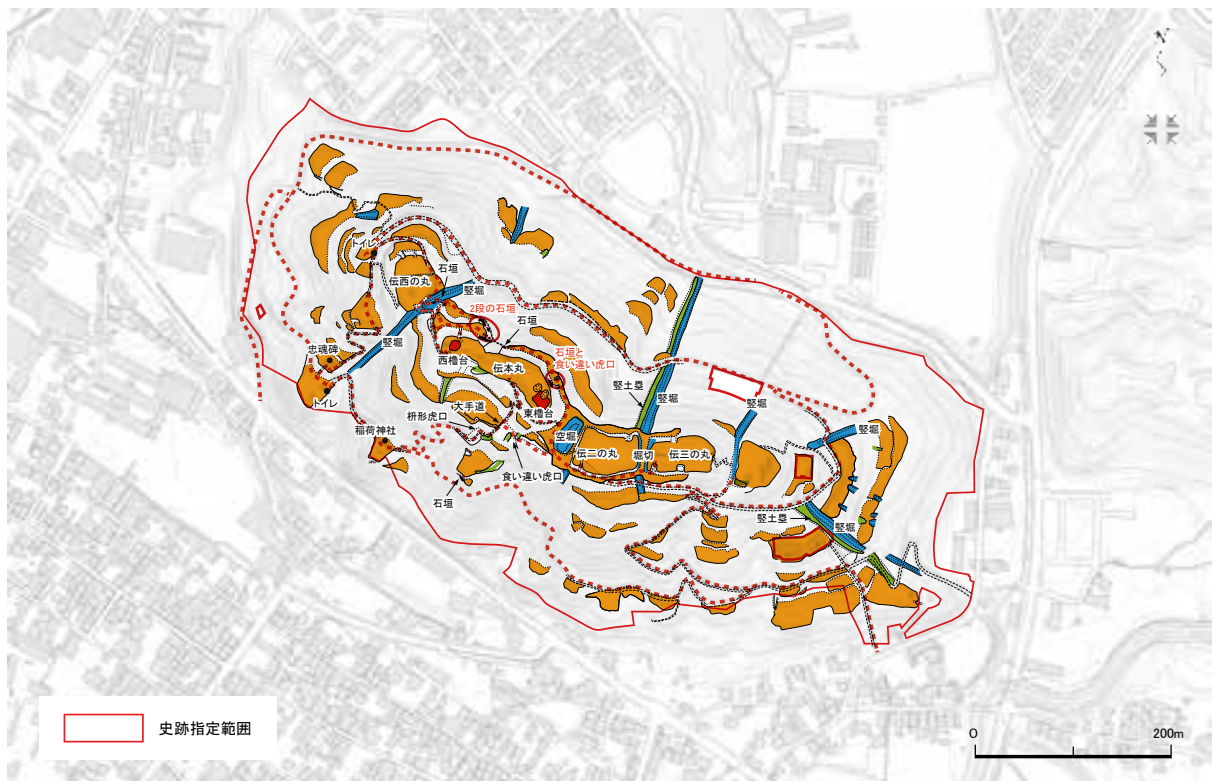 トイレ
石垣
伝西の丸
竪堀
2段の石垣
石垣
忠魂碑
竪堀
西櫓台
伝本丸
石垣と
食い違い虎口
トイレ
大手道
竪土塁
竪堀
竪堀
枡形虎口
東櫓台
稲荷神社
空堀
竪堀
伝二の丸
堀切
伝三の丸
食い違い虎口
石垣
竪土塁
竪堀
史跡指定範囲
0
200m